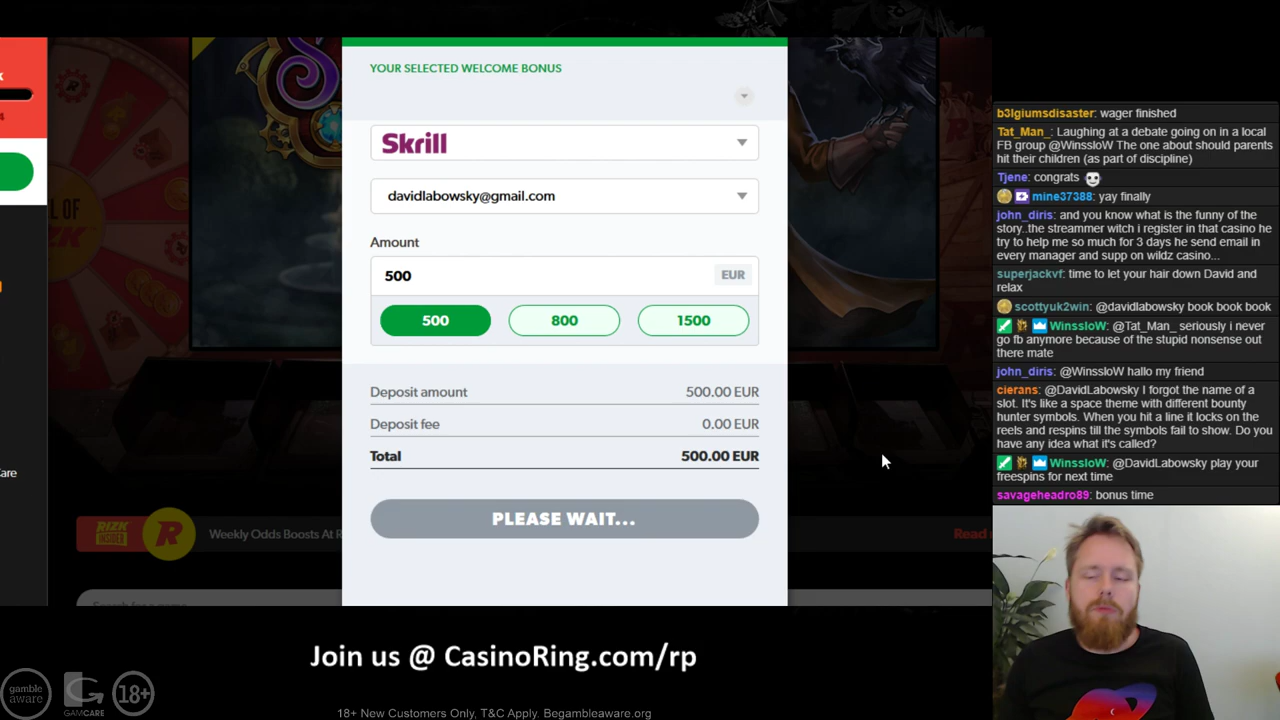 YOUR SELECTED WELCOME BONUS
Skrill
davidlabowsky@gmail.com
Amount
500
EUR
500
800
1500
Deposit amount
500.00 EUR
Deposit fee
0.00 EUR
Total
500.00 EUR
PLEASE WAIT...
RIZK
INSIDER
R
Weekly Odds Boosts At R
Read
Join us @ CasinoRing.com/rp
gamble
aware
GAMCARE
18+
18+ New Customers Only, T&C Apply. Begambleaware.org
b3lgiumsdisaster: wager finished
Tat_Man_: Laughing at a debate going on in a local
FB group @WinssloW The one about should parents
hit their children (as part of discipline)
Tjene: congrats
mine37388: yay finally
john_diris: and you know what is the funny of the
story..the streammer witch i register in that casino he
try to help me so much for 3 days he send email in
every manager and supp on wildz casino...
superjackvf: time to let your hair down David and
relax
scottyuk2win: @davidlabowsky book book book
WinssloW: @Tat_Man_ seriously i never
go fb anymore because of the stupid nonsense out
there mate
john_diris: @WinssloW hallo my friend
cierans: @DavidLabowsky I forgot the name of a
slot. It's like a space theme with different bounty
hunter symbols. When you hit a line it locks on the
reels and respins till the symbols fail to show. Do you
have any idea what it's called?
WinssloW: @DavidLabowsky play your
freespins for next time
savageheadro89: bonus time